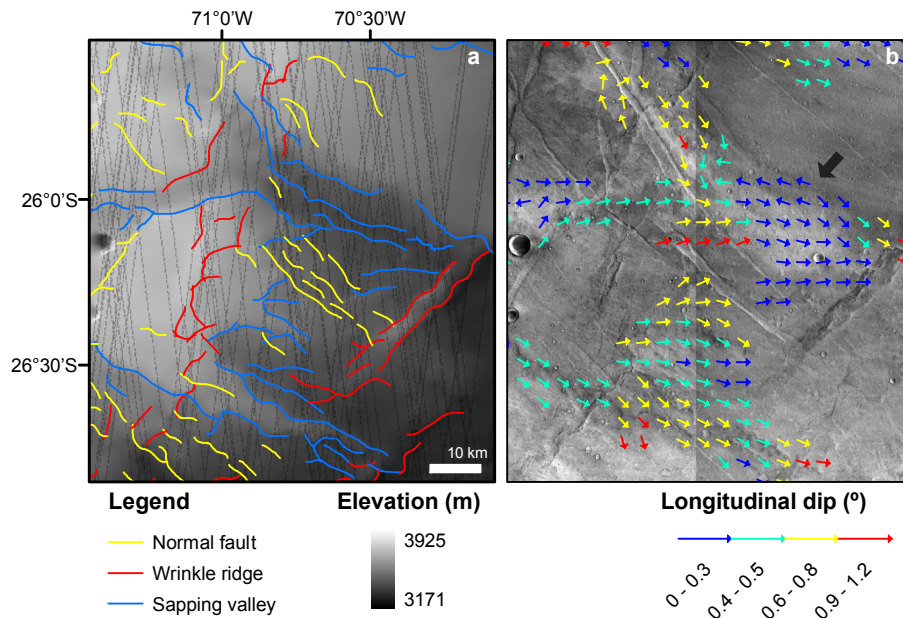 71°0'W 70°30'W
a
b
26°0'S
26°30'S
10 km
Legend
Elevation (m)
Longitudinal dip (º)
Normal fault
Wrinkle ridge
Sapping valley
3925
3171
0 - 0.3
0.4 - 0.5
0.6 - 0.8
0.9 - 1.2